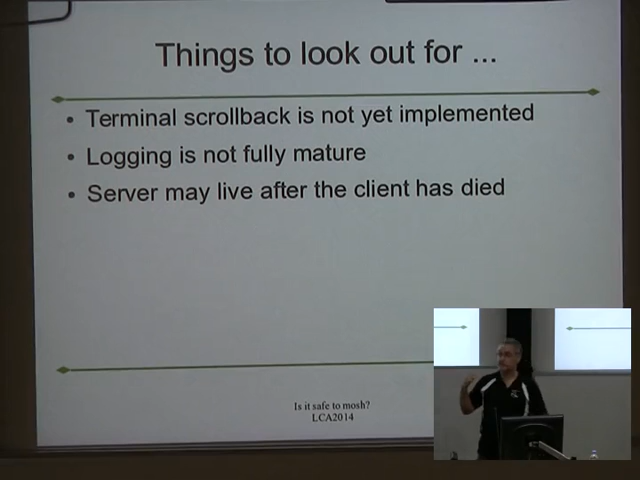 Things to look out for ...
• Terminal scrollback is not yet implemented
• Logging is not fully mature
• Server may live after the client has died
Is it safe to mosh?
LCA2014